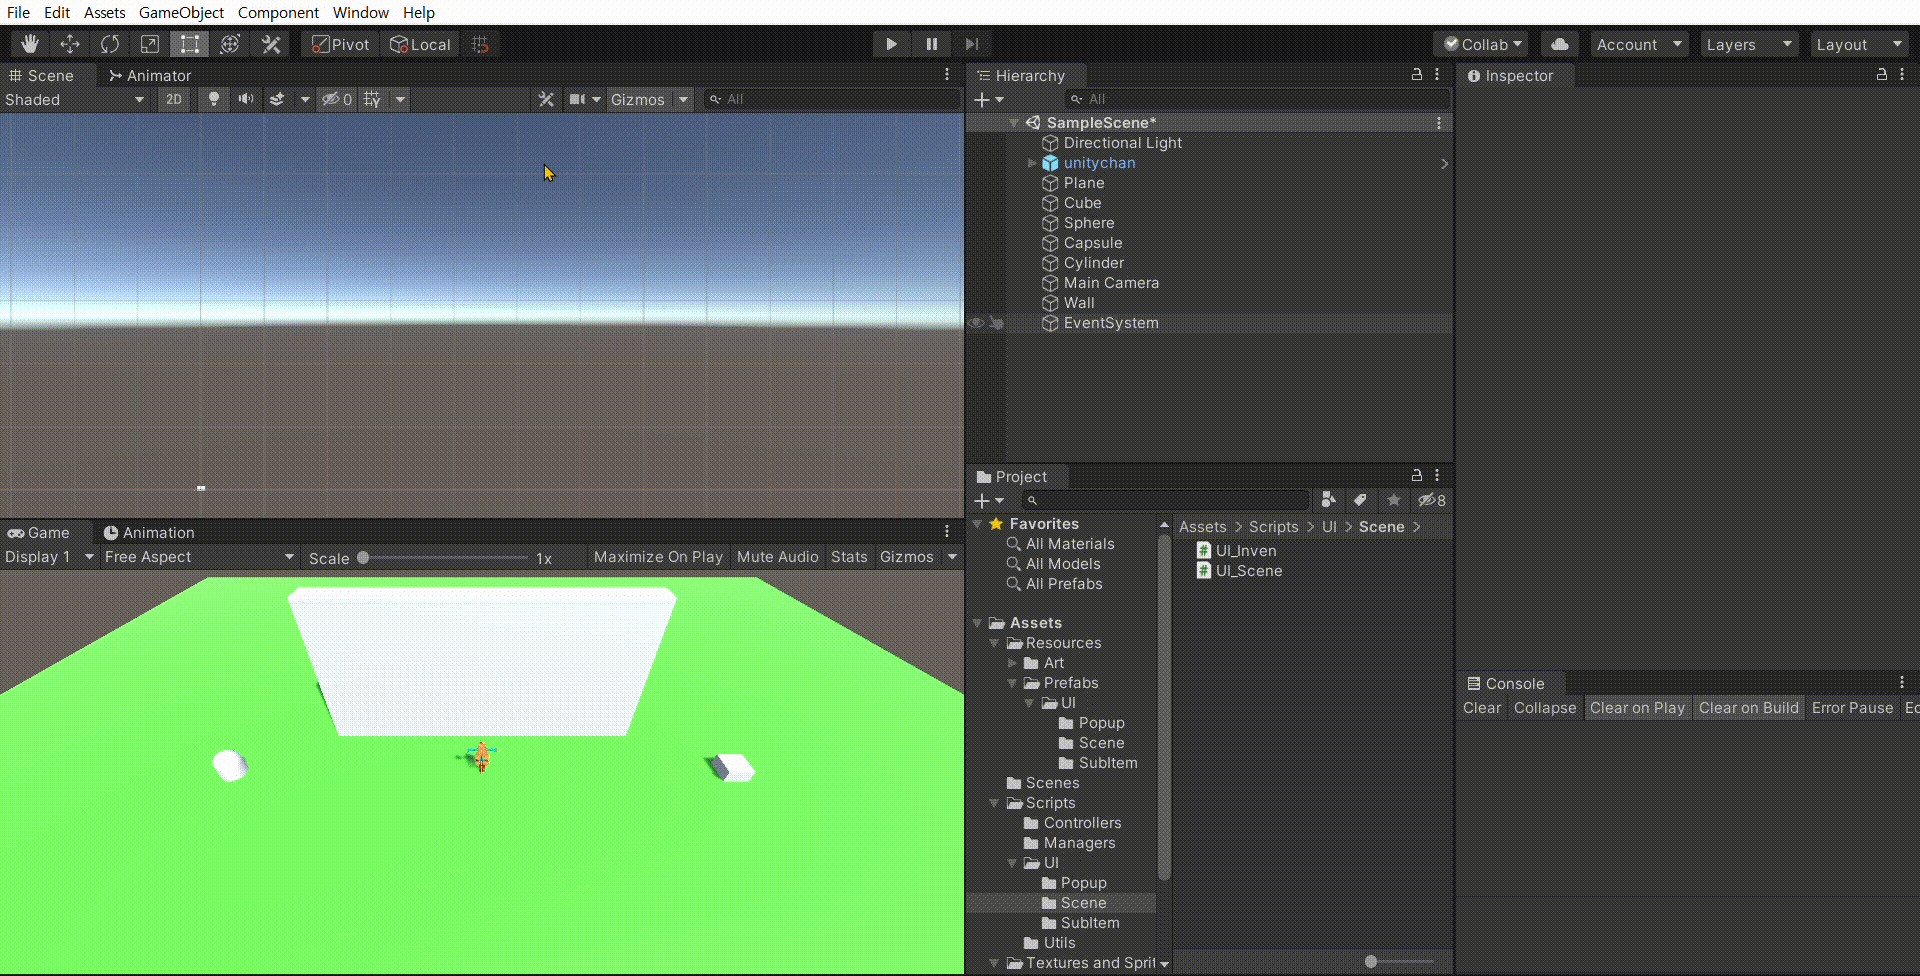 File Edit Assets GameObject Component Window Help
Pivot Local Collab Account Layers Layout
Scene Animator
Shaded 2D 0 Gizmos All
Hierarchy
All
SampleScene*
Directional Light
unitychan
Plane
Cube
Sphere
Capsule
Cylinder
Main Camera
Wall
EventSystem
Inspector
Game Animation
Display 1 Free Aspect Scale 1x Maximize On Play Mute Audio Stats Gizmos
Project
8
Favorites
All Materials
All Models
All Prefabs
Assets
Resources
Art
Prefabs
UI
Popup
Scene
SubItem
Scenes
Scripts
Controllers
Managers
UI
Popup
Scene
SubItem
Utils
Textures and Sprit
Assets > Scripts > UI > Scene >
UI_Inven
UI_Scene
Console
Clear Collapse Clear on Play Clear on Build Error Pause Ec